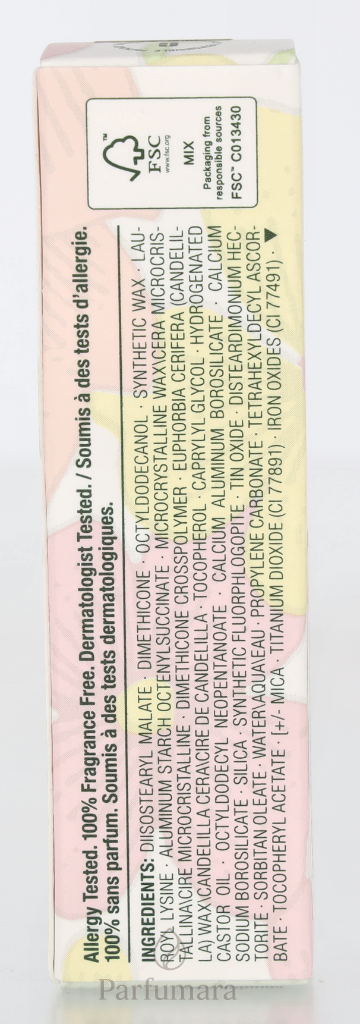 FSC
™
www.fsc.org
MIX
Packaging from
responsible sources
FSC™ C013430
Allergy Tested. 100% Fragrance Free. Dermatologist Tested. / Soumis à des tests d'allergie.
100% sans parfum. Soumis à des tests dermatologiques.
INGREDIENTS: DIISOSTEARYL MALATE · DIMETHICONE · OCTYLDODECANOL · SYNTHETIC WAX · LAU-
ROYL LYSINE · ALUMINUM STARCH OCTENYLSUCCINATE · MICROCRYSTALLINE WAX\CERA MICROCRIS-
TALLINA\CIRE MICROCRISTALLINE · DIMETHICONE CROSSPOLYMER · EUPHORBIA CERIFERA (CANDELIL-
LA) WAX\CANDELILLA CERA\CIRE DE CANDELILLA · TOCOPHEROL · CAPRYLYL GLYCOL · HYDROGENATED
CASTOR OIL · OCTYLDODECYL NEOPENTANOATE · CALCIUM ALUMINUM BOROSILICATE · CALCIUM
SODIUM BOROSILICATE · SILICA · SYNTHETIC FLUORPHLOGOPITE · TIN OXIDE · DISTEARDIMONIUM HEC-
TORITE · SORBITAN OLEATE · WATER\AQUA\EAU · PROPYLENE CARBONATE · TETRAHEXYLDECYL ASCOR-
BATE · TOCOPHERYL ACETATE · [+/- MICA · TITANIUM DIOXIDE (CI 77891) · IRON OXIDES (CI 77491) · ▼
Parfumara